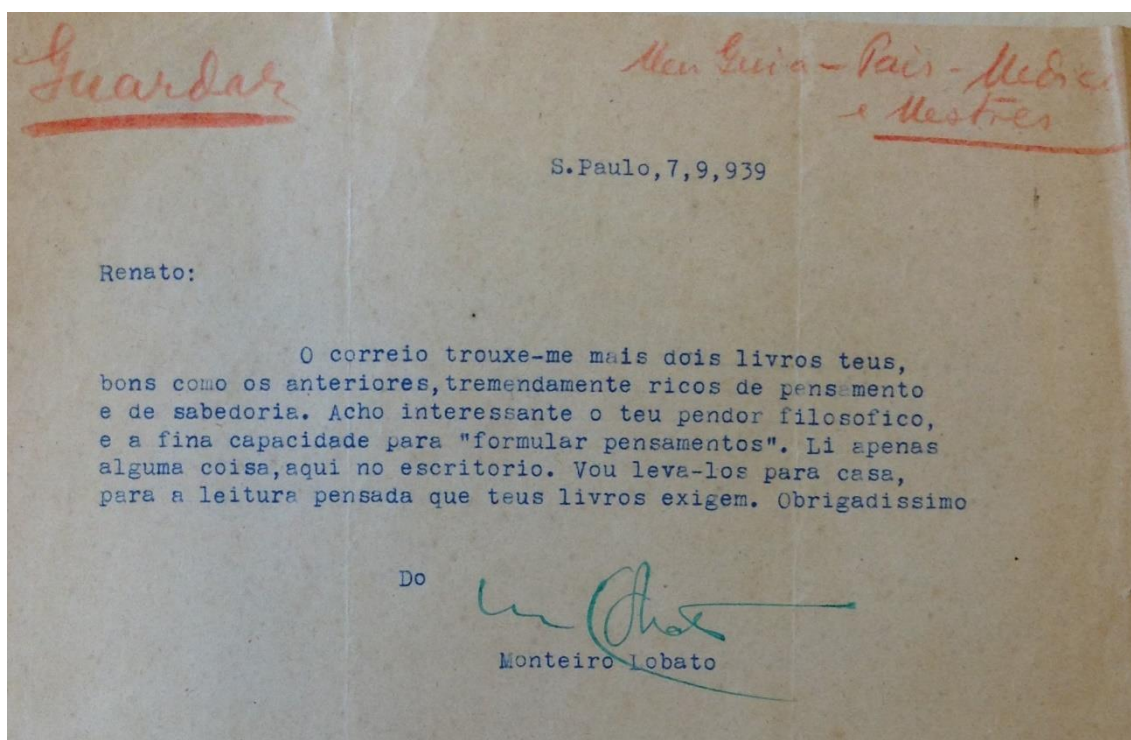 Guardar
Meu Guia - Pais - Medicos
e Mestres
S.Paulo,7,9,939
Renato:
O correio trouxe-me mais dois livros teus,
bons como os anteriores,tremendamente ricos de pensamento
e de sabedoria. Acho interessante o teu pendor filosofico,
e a fina capacidade para "formular pensamentos". Li apenas
alguma coisa,aqui no escritorio. Vou leva-los para casa,
para a leitura pensada que teus livros exigem. Obrigadissimo
Do
Monteiro Lobato